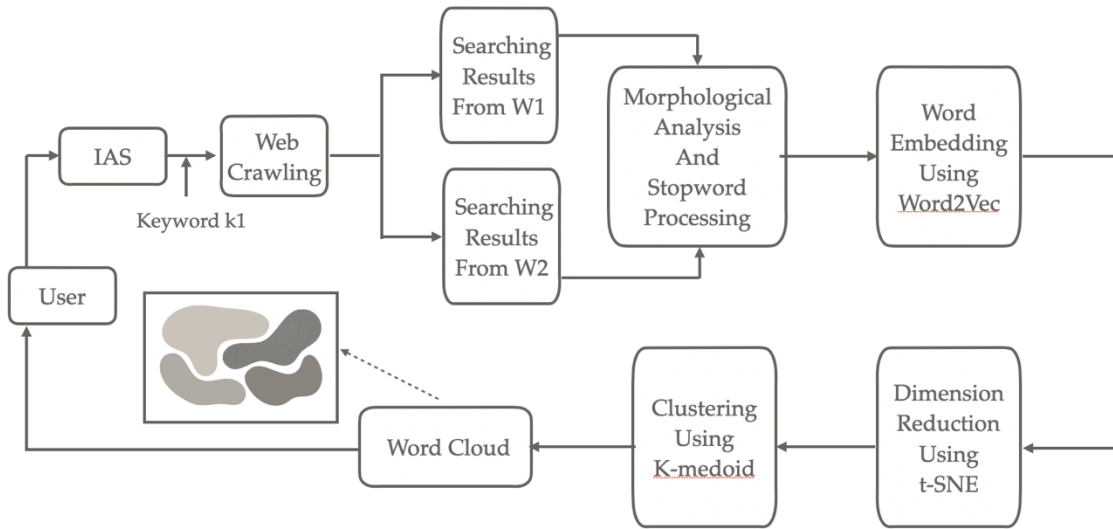 IAS
Keyword k1
Web
Crawling
Searching
Results
From W1
Searching
Results
From W2
Morphological
Analysis
And
Stopword
Processing
Word
Embedding
Using
Word2Vec
Dimension
Reduction
Using
t-SNE
Clustering
Using
K-medoid
Word Cloud
User